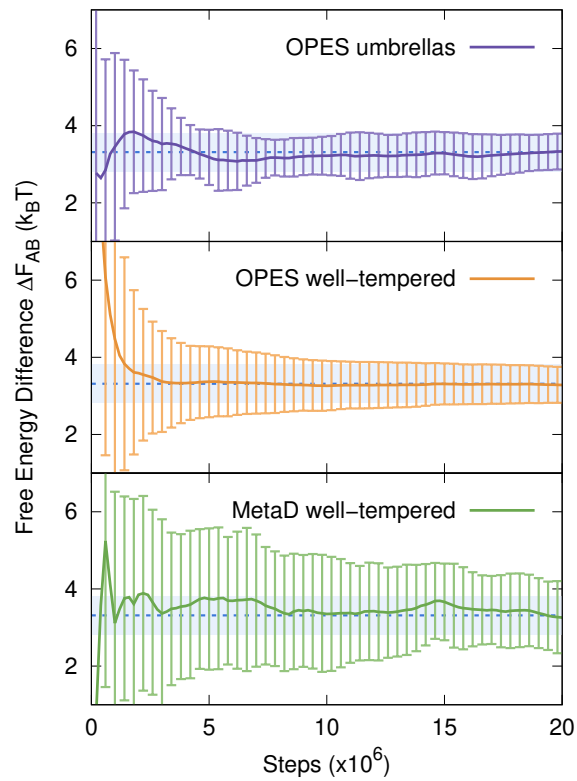 Free Energy Difference ΔF_AB (k_BT)
6
OPES umbrellas
4
2
6
OPES well-tempered
4
2
6
MetaD well-tempered
4
2
0 5 10 15 20
Steps (x10^6)